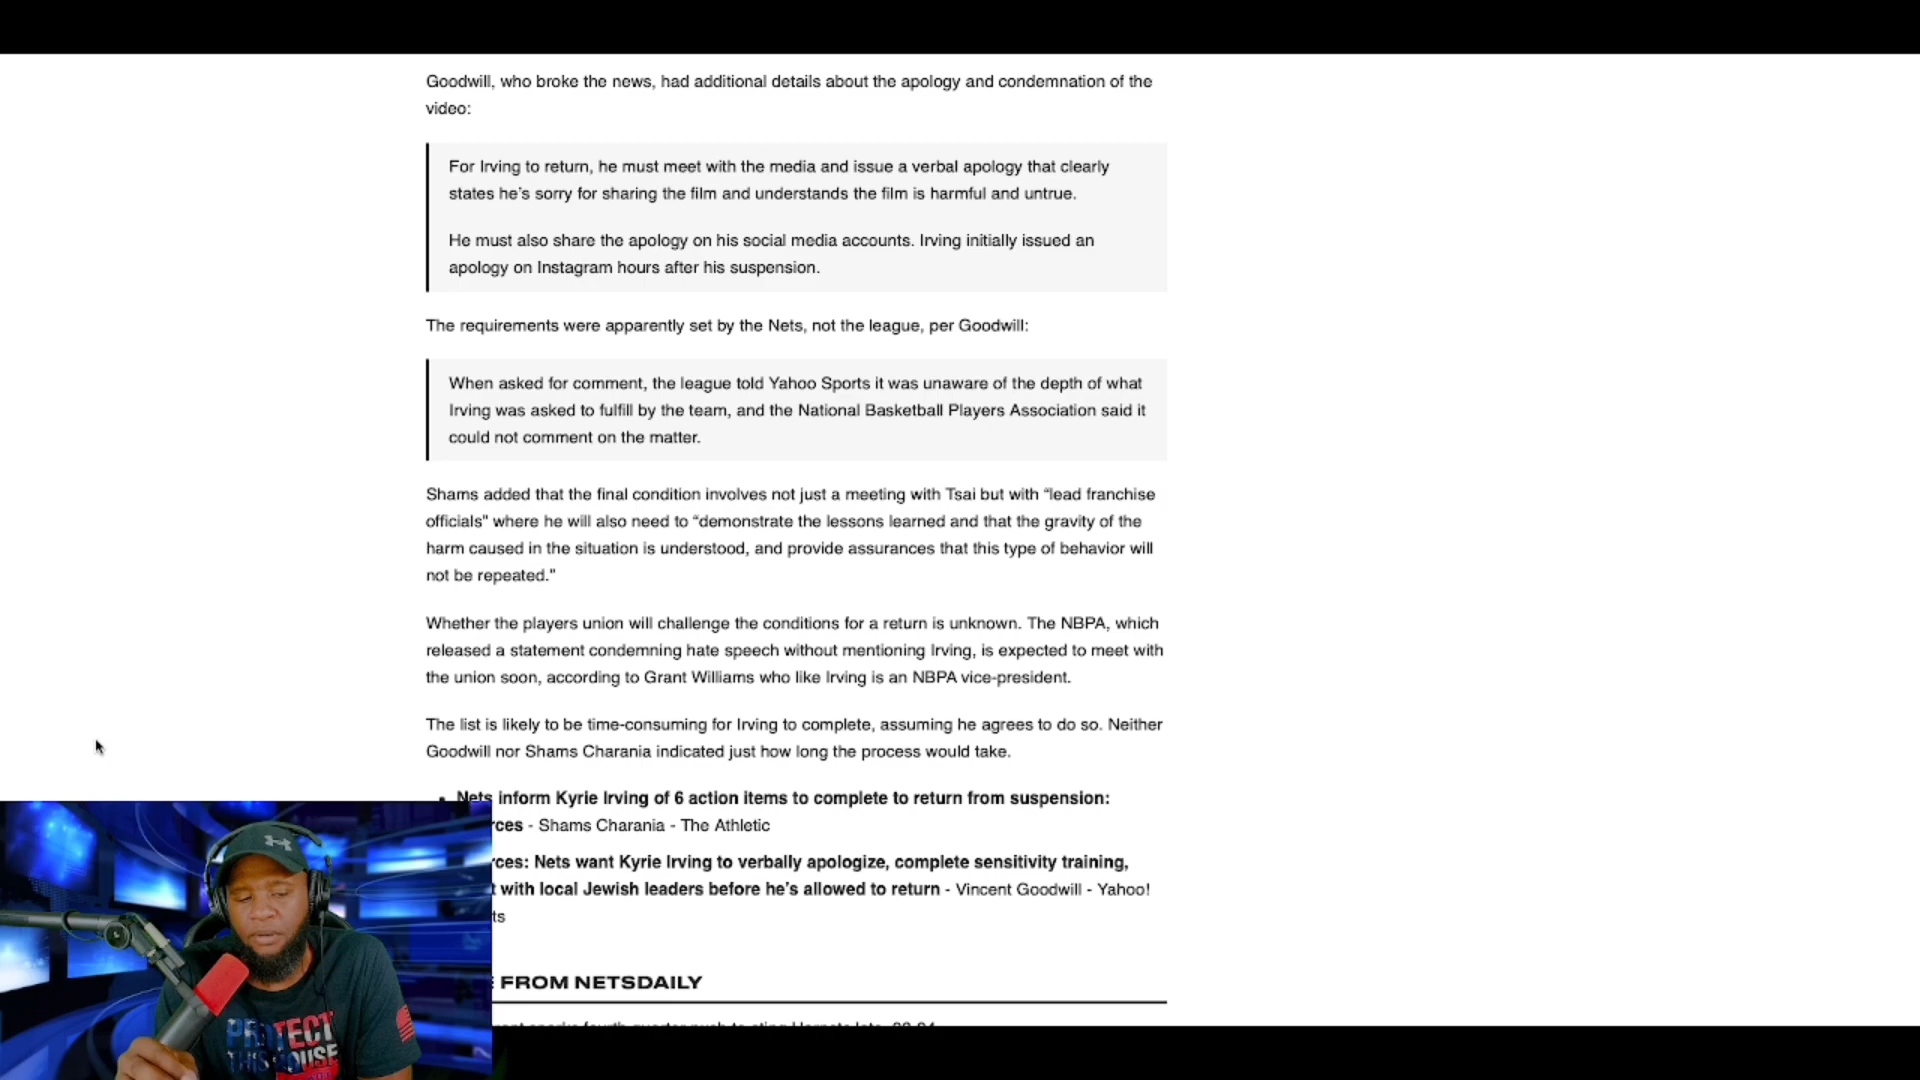 Goodwill, who broke the news, had additional details about the apology and condemnation of the
video:
For Irving to return, he must meet with the media and issue a verbal apology that clearly
states he's sorry for sharing the film and understands the film is harmful and untrue.
He must also share the apology on his social media accounts. Irving initially issued an
apology on Instagram hours after his suspension.
The requirements were apparently set by the Nets, not the league, per Goodwill:
When asked for comment, the league told Yahoo Sports it was unaware of the depth of what
Irving was asked to fulfill by the team, and the National Basketball Players Association said it
could not comment on the matter.
Shams added that the final condition involves not just a meeting with Tsai but with “lead franchise
officials" where he will also need to “demonstrate the lessons learned and that the gravity of the
harm caused in the situation is understood, and provide assurances that this type of behavior will
not be repeated."
Whether the players union will challenge the conditions for a return is unknown. The NBPA, which
released a statement condemning hate speech without mentioning Irving, is expected to meet with
the union soon, according to Grant Williams who like Irving is an NBPA vice-president.
The list is likely to be time-consuming for Irving to complete, assuming he agrees to do so. Neither
Goodwill nor Shams Charania indicated just how long the process would take.
Nets inform Kyrie Irving of 6 action items to complete to return from suspension:
rces - Shams Charania - The Athletic
rces: Nets want Kyrie Irving to verbally apologize, complete sensitivity training,
t with local Jewish leaders before he's allowed to return - Vincent Goodwill - Yahoo!
ts
FROM NETSDAILY
PROTECT
THIS HOUSE